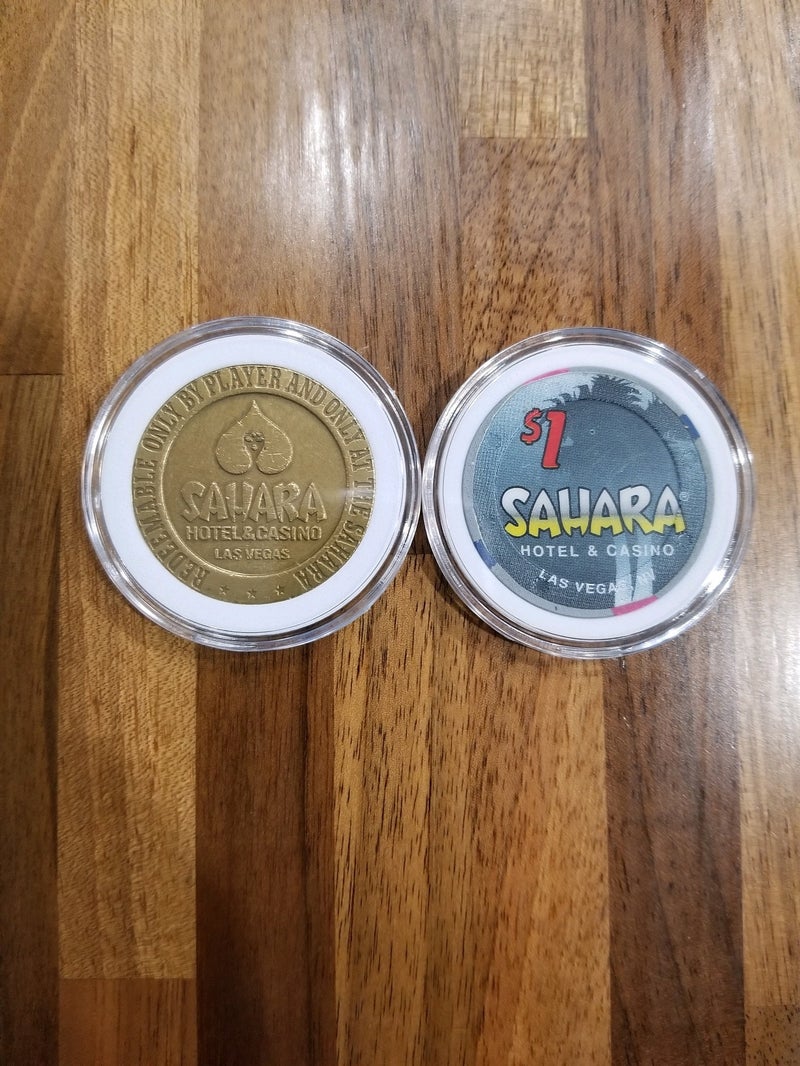 REDEEMABLE ONLY BY PLAYER AND ONLY AT THE SAHARA
SAHARA
HOTEL & CASINO
LAS VEGAS
$1
SAHARA
HOTEL & CASINO
LAS VEGAS